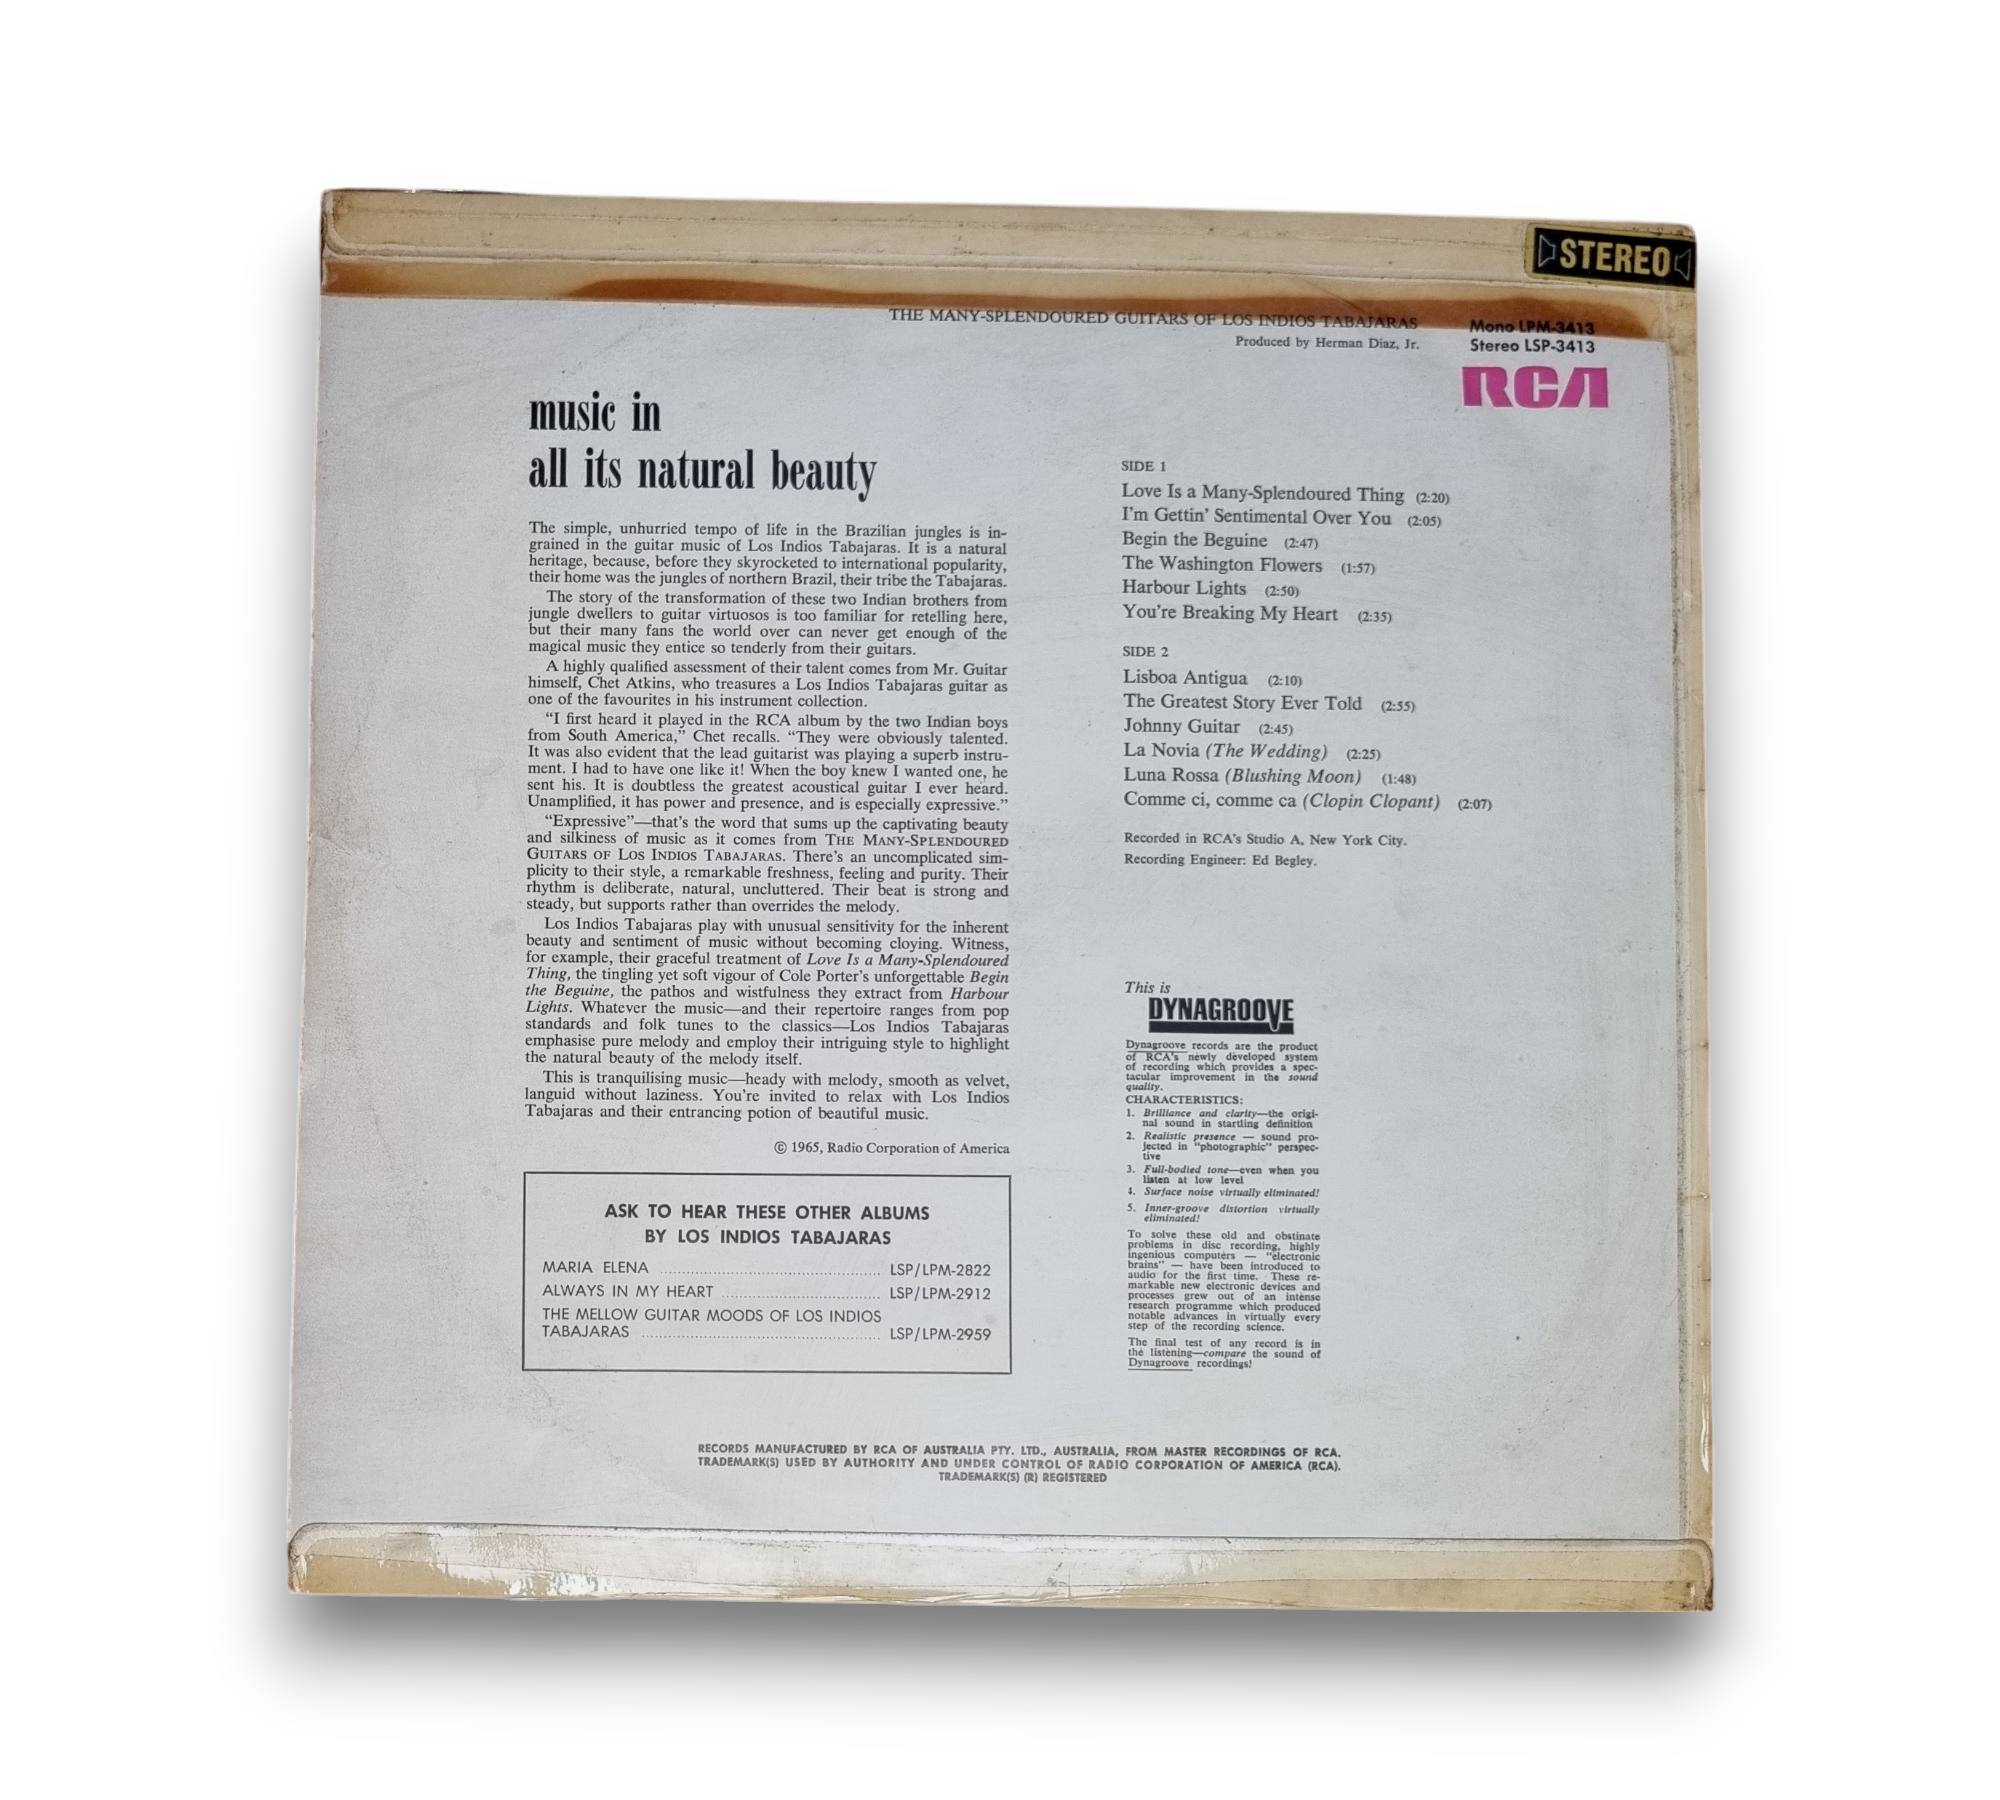 STEREO
THE MANY-SPLENDOURED GUITARS OF LOS INDIOS TABAJARAS
Produced by Herman Diaz, Jr.
Mono LPM-3413
Stereo LSP-3413
RCA
music in
all its natural beauty
The simple, unhurried tempo of life in the Brazilian jungles is in-
grained in the guitar music of Los Indios Tabajaras. It is a natural
heritage, because, before they skyrocketed to international popularity,
their home was the jungles of northern Brazil, their tribe the Tabajaras.
The story of the transformation of these two Indian brothers from
jungle dwellers to guitar virtuosos is too familiar for retelling here,
but their many fans the world over can never get enough of the
magical music they entice so tenderly from their guitars.
A highly qualified assessment of their talent comes from Mr. Guitar
himself, Chet Atkins, who treasures a Los Indios Tabajaras guitar as
one of the favourites in his instrument collection.
“I first heard it played in the RCA album by the two Indian boys
from South America,” Chet recalls. “They were obviously talented.
It was also evident that the lead guitarist was playing a superb instru-
ment. I had to have one like it! When the boy knew I wanted one, he
sent his. It is doubtless the greatest acoustical guitar I ever heard.
Unamplified, it has power and presence, and is especially expressive.”
“Expressive”—that’s the word that sums up the captivating beauty
and silkiness of music as it comes from THE MANY-SPLENDOURED
GUITARS OF LOS INDIOS TABAJARAS. There’s an uncomplicated sim-
plicity to their style, a remarkable freshness, feeling and purity. Their
rhythm is deliberate, natural, uncluttered. Their beat is strong and
steady, but supports rather than overrides the melody.
Los Indios Tabajaras play with unusual sensitivity for the inherent
beauty and sentiment of music without becoming cloying. Witness,
for example, their graceful treatment of Love Is a Many-Splendoured
Thing, the tingling yet soft vigour of Cole Porter’s unforgettable Begin
the Beguine, the pathos and wistfulness they extract from Harbour
Lights. Whatever the music—and their repertoire ranges from pop
standards and folk tunes to the classics—Los Indios Tabajaras
emphasise pure melody and employ their intriguing style to highlight
the natural beauty of the melody itself.
This is tranquilising music—heady with melody, smooth as velvet,
languid without laziness. You’re invited to relax with Los Indios
Tabajaras and their entrancing potion of beautiful music.
© 1965, Radio Corporation of America
ASK TO HEAR THESE OTHER ALBUMS
BY LOS INDIOS TABAJARAS
MARIA ELENA ........ LSP/LPM-2822
ALWAYS IN MY HEART ........ LSP/LPM-2912
THE MELLOW GUITAR MOODS OF LOS INDIOS
TABAJARAS ........ LSP/LPM-2959
SIDE 1
Love Is a Many-Splendoured Thing (2:20)
I’m Gettin’ Sentimental Over You (2:05)
Begin the Beguine (2:47)
The Washington Flowers (1:57)
Harbour Lights (2:50)
You’re Breaking My Heart (2:35)
SIDE 2
Lisboa Antigua (2:10)
The Greatest Story Ever Told (2:55)
Johnny Guitar (2:45)
La Novia (The Wedding) (2:25)
Luna Rossa (Blushing Moon) (1:48)
Comme ci, comme ca (Clopin Clopant) (2:07)
Recorded in RCA’s Studio A, New York City.
Recording Engineer: Ed Begley.
This is
DYNAGROOVE
Dynagroove records are the product
of RCA’s newly developed system
of recording which provides a spec-
tacular improvement in the sound
quality.
CHARACTERISTICS:
1. Brilliance and clarity—the origi-
nal sound in startling definition
2. Realistic presence — sound pro-
jected in “photographic” perspec-
tive
3. Full-bodied tone—even when you
listen at low level
4. Surface noise virtually eliminated!
5. Inner-groove distortion virtually
eliminated!
To solve these old and obstinate
problems in disc recording, highly
ingenious computers — “electronic
brains” — have been introduced to
audio for the first time. These re-
markable new electronic devices and
processes grew out of an intense
research programme which produced
notable advances in virtually every
step of the recording science.
The final test of any record is in
the listening—compare the sound of
Dynagroove recordings!
RECORDS MANUFACTURED BY RCA OF AUSTRALIA PTY. LTD., AUSTRALIA, FROM MASTER RECORDINGS OF RCA.
TRADEMARK(S) USED BY AUTHORITY AND UNDER CONTROL OF RADIO CORPORATION OF AMERICA (RCA).
TRADEMARK(S) (R) REGISTERED